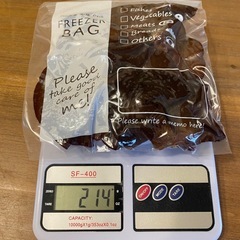 FREEZER
BAG
Fishes
Vegetables
Meats
Breads
Others
Please
take good
care of
me!
Please write a memo here!
SF-400
214
CAPACITY: